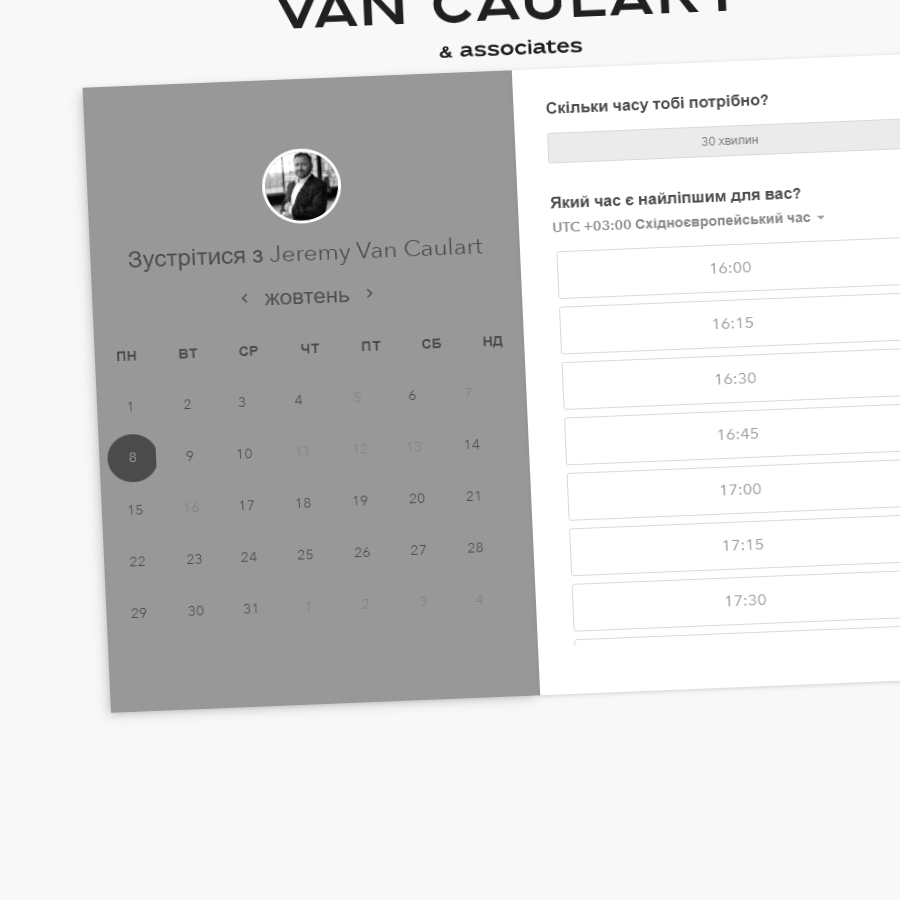 VAN CAULART
& associates
Зустрітися з Jeremy Van Caulart
жовтень
ПН ВТ СР ЧТ ПТ СБ НД
1 2 3 4 5 6 7
8 9 10 11 12 13 14
15 16 17 18 19 20 21
22 23 24 25 26 27 28
29 30 31 1 2 3 4
Скільки часу тобі потрібно?
30 хвилин
Який час є найліпшим для вас?
UTC +03:00 Східноєвропейський час
16:00
16:15
16:30
16:45
17:00
17:15
17:30